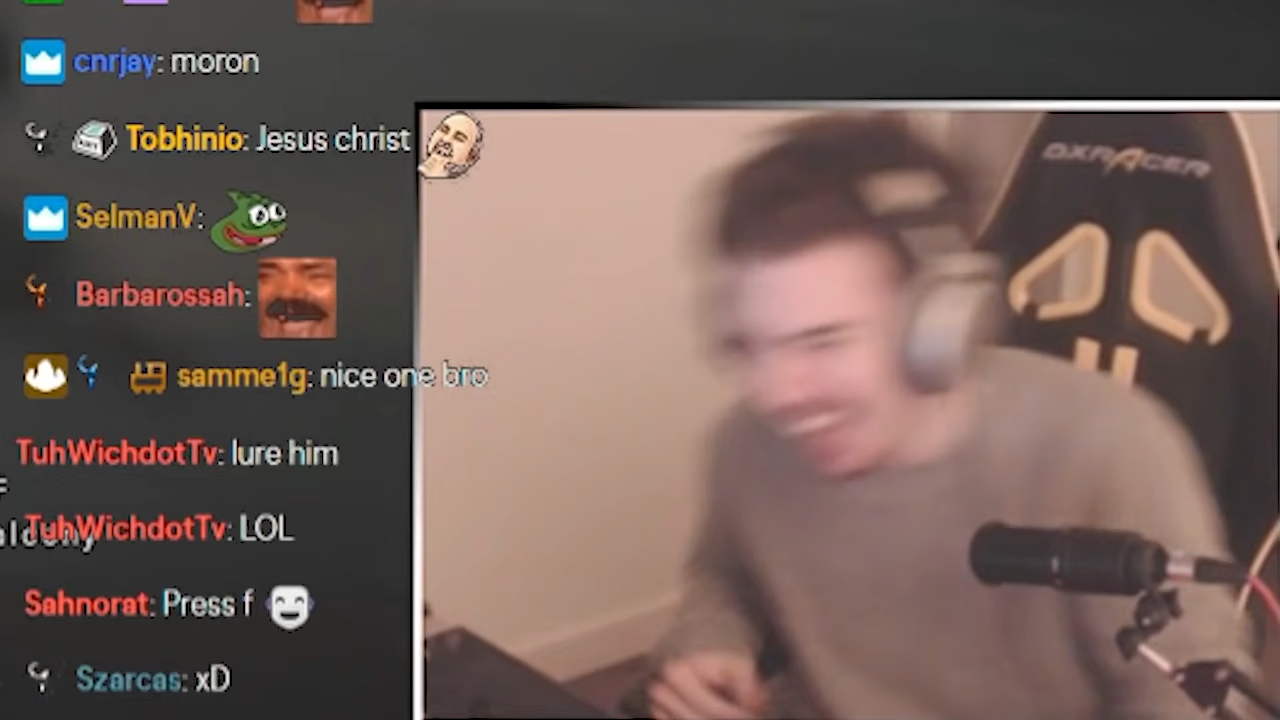 cnrjay: moron
Tobhinio: Jesus christ
SelmanV:
Barbarossah:
samme1g: nice one bro
TuhWichdotTv: lure him
TuhWichdotTv: LOL
Sahnorat: Press f
Szarcas: xD
DXRACER